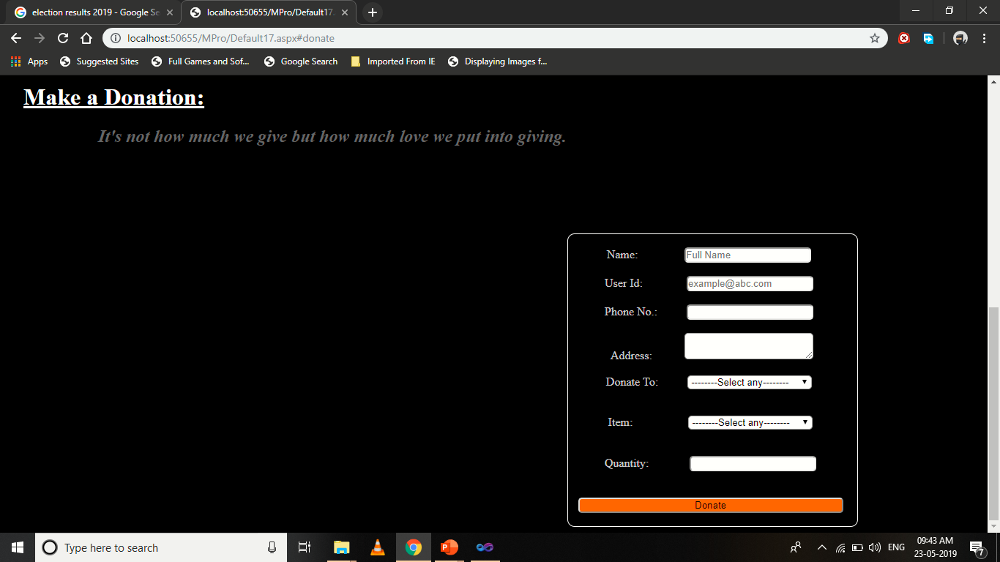 election results 2019 - Google Se
localhost:50655/MPro/Default17.
localhost:50655/MPro/Default17.aspx#donate
Apps
Suggested Sites
Full Games and Sof...
Google Search
Imported From IE
Displaying Images f...
Make a Donation:
It's not how much we give but how much love we put into giving.
Name: Full Name
User Id: example@abc.com
Phone No.:
Address:
Donate To: --------Select any--------
Item: --------Select any--------
Quantity:
Donate
Type here to search
ENG
09:43 AM
23-05-2019
7